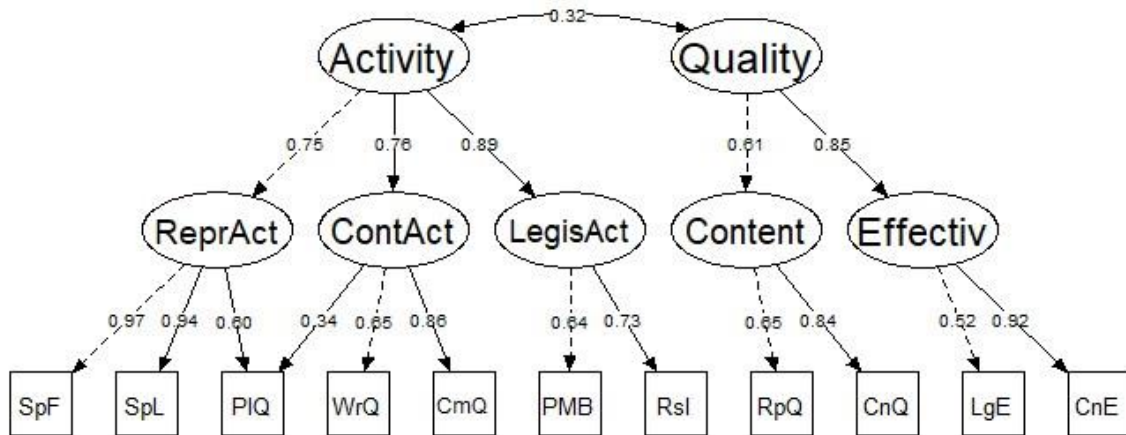 0.32
Activity Quality
0.75 0.76 0.89 0.61 0.85
ReprAct ContAct LegisAct Content Effectiv
0.97 0.94 0.60 0.34 0.65 0.86 0.64 0.73 0.65 0.84 0.52 0.92
SpF SpL PlQ WrQ CmQ PMB Rsl RpQ CnQ LgE CnE